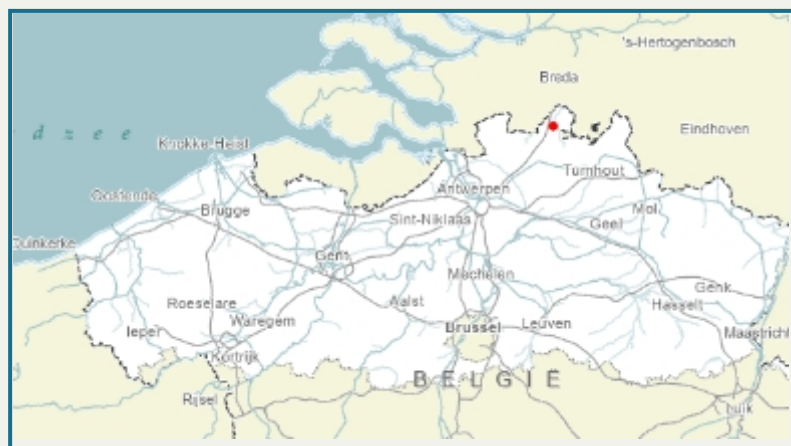 's-Hertogenbosch
Breda
d z e e
Eindhoven
Knokke-Heist
Turnhout
Antwerpen
Oostende
Mol
Brugge
Sint-Niklaas
Geel
Duinkerke
Gent
Mechelen
Genk
Roeselare
Aalst
Hasselt
Ieper
Waregem
Brussel
Leuven
Maastricht
Kortrijk
BELGIË
Rijsel
Luik